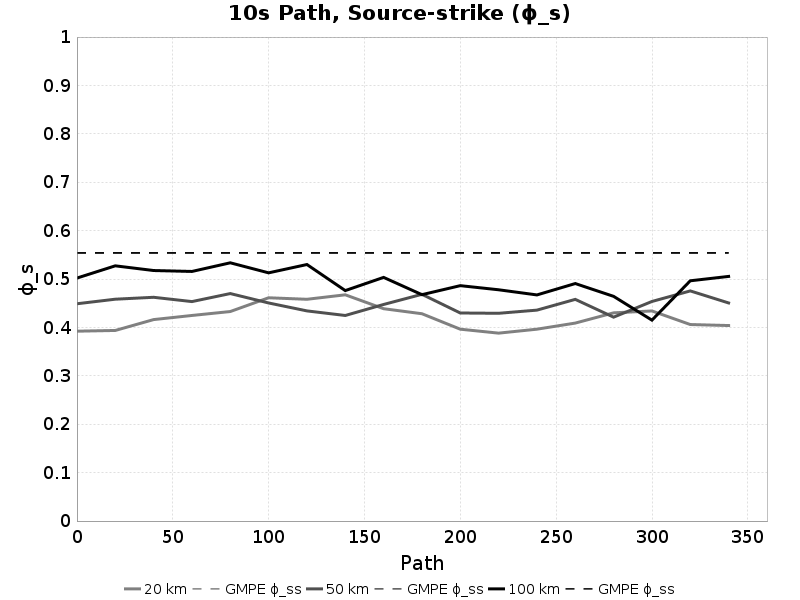 10s Path, Source-strike (ϕ_s)
1
0.9
0.8
0.7
0.6
0.5
0.4
0.3
0.2
0.1
0
ϕ_s
0 50 100 150 200 250 300 350
Path
20 km GMPE ϕ_ss 50 km GMPE ϕ_ss 100 km GMPE ϕ_ss